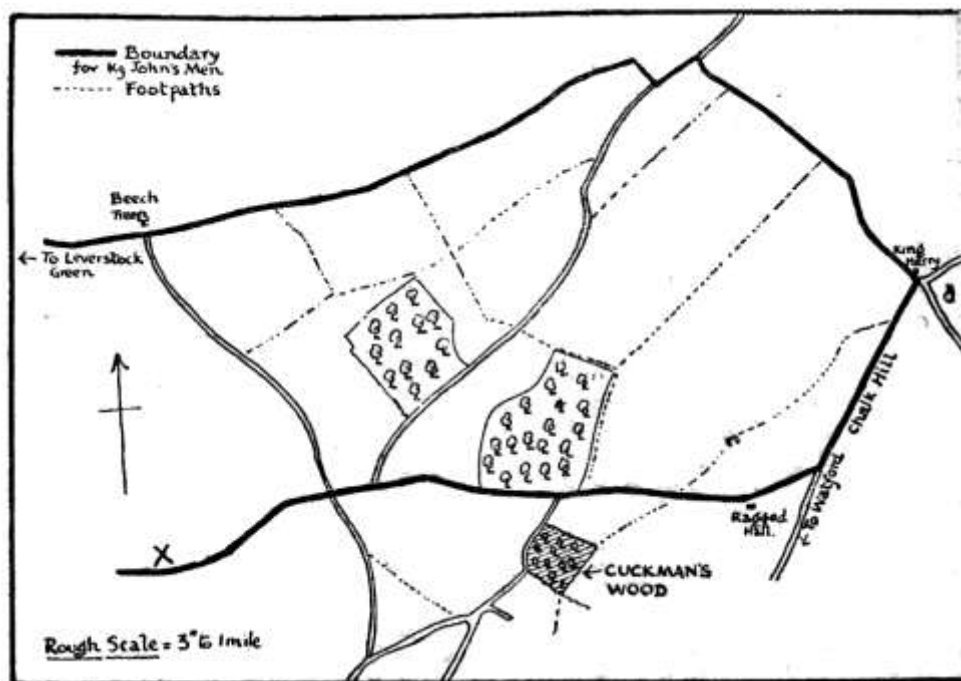 Boundary
for Kg John's Men
Footpaths
Beech
Trees
← To Leverstock
Green
King
Harry
Chalk Hill
← To Watford
Ragged
Hall.
X
← CUCKMAN'S
WOOD
Rough Scale = 3" to 1 mile